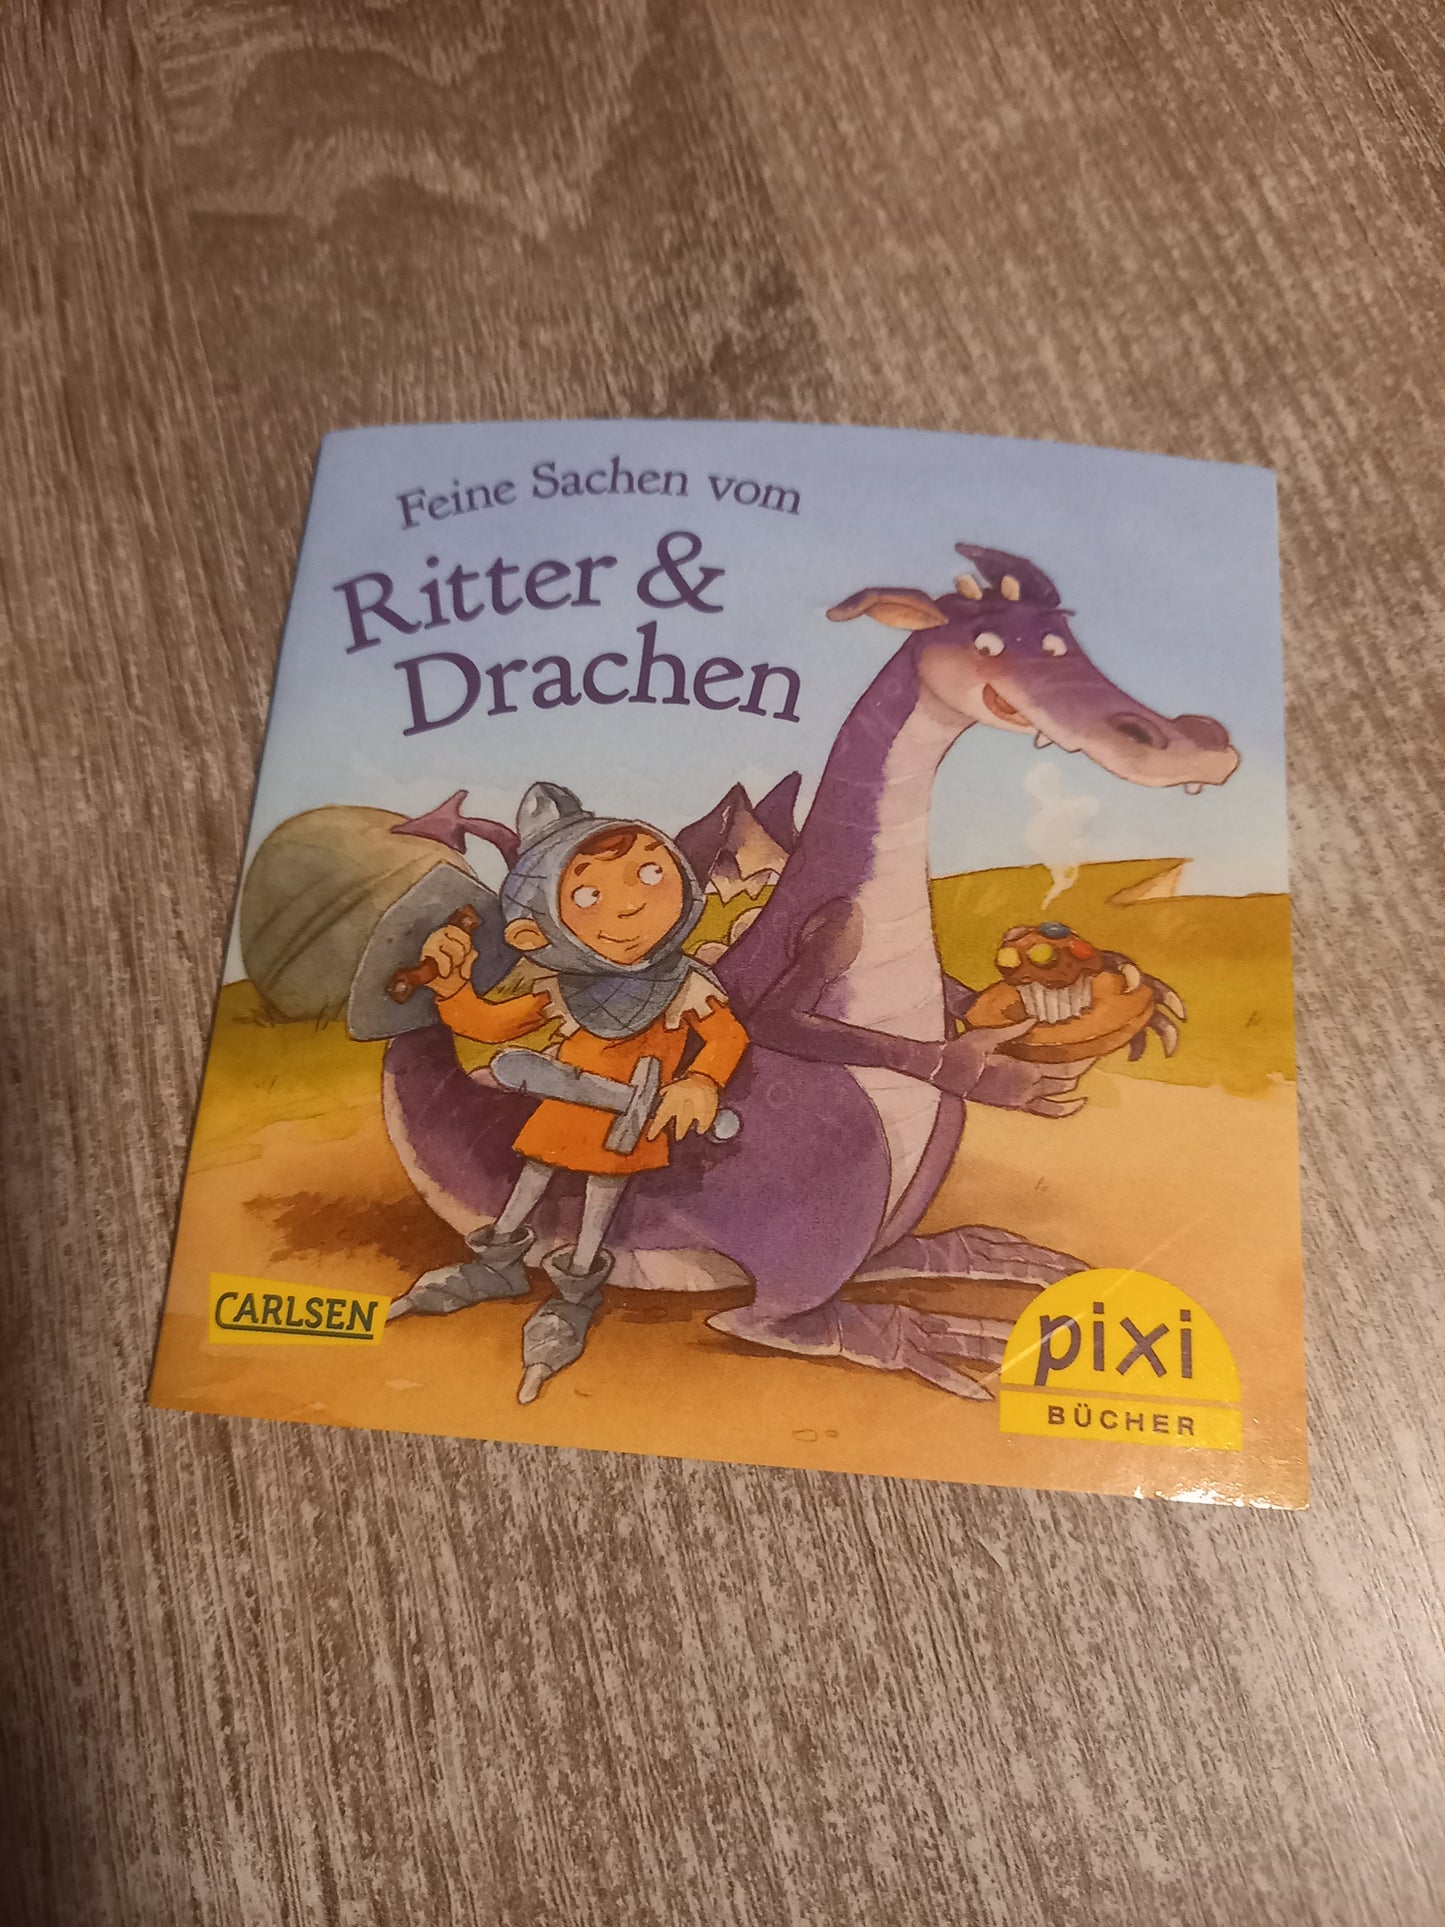 Feine Sachen vom
Ritter &
Drachen
CARLSEN
pixi
BÜCHER